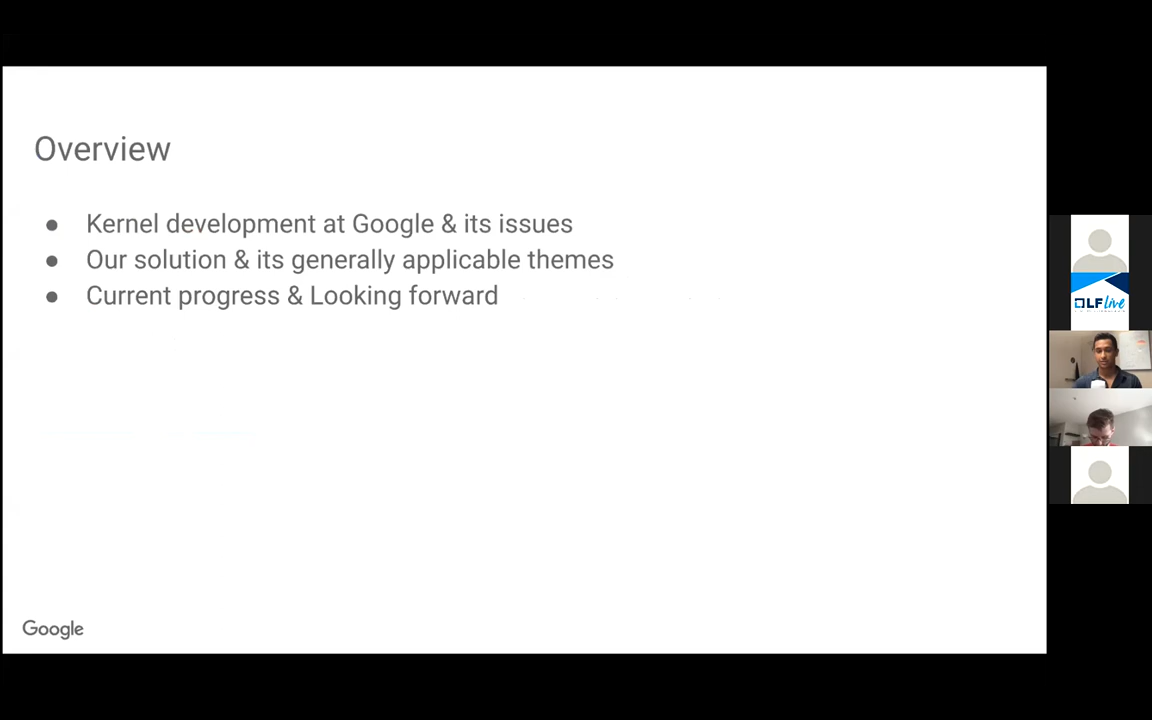 Overview
● Kernel development at Google & its issues
● Our solution & its generally applicable themes
● Current progress & Looking forward
Google
LF live